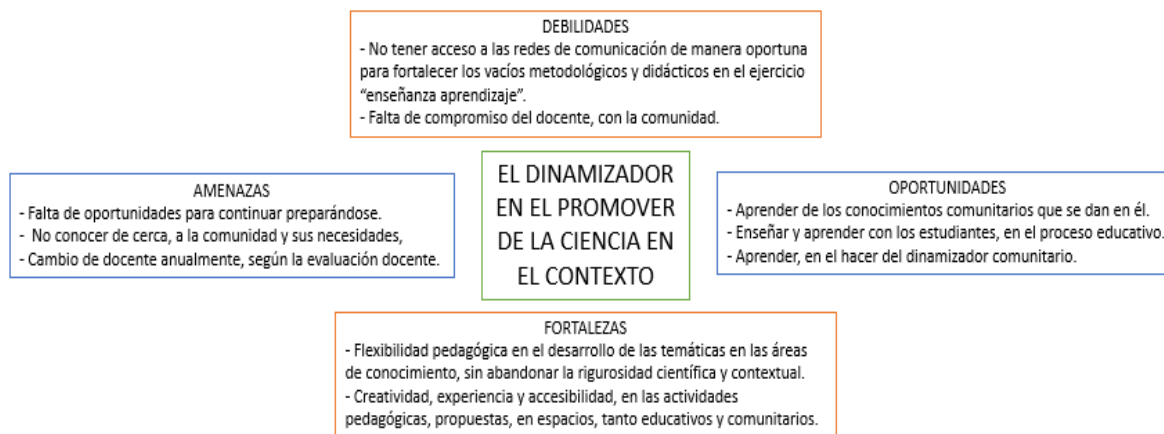 DEBILIDADES
- No tener acceso a las redes de comunicación de manera oportuna
para fortalecer los vacíos metodológicos y didácticos en el ejercicio
“enseñanza aprendizaje”.
- Falta de compromiso del docente, con la comunidad.
AMENAZAS
- Falta de oportunidades para continuar preparándose.
- No conocer de cerca, a la comunidad y sus necesidades,
- Cambio de docente anualmente, según la evaluación docente.
EL DINAMIZADOR
EN EL PROMOVER
DE LA CIENCIA EN
EL CONTEXTO
OPORTUNIDADES
- Aprender de los conocimientos comunitarios que se dan en él.
- Enseñar y aprender con los estudiantes, en el proceso educativo.
- Aprender, en el hacer del dinamizador comunitario.
FORTALEZAS
- Flexibilidad pedagógica en el desarrollo de las temáticas en las áreas
de conocimiento, sin abandonar la rigurosidad científica y contextual.
- Creatividad, experiencia y accesibilidad, en las actividades
pedagógicas, propuestas, en espacios, tanto educativos y comunitarios.